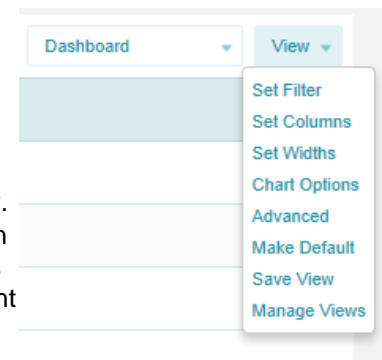 Dashboard View
Set Filter
Set Columns
Set Widths
Chart Options
Advanced
Make Default
Save View
Manage Views